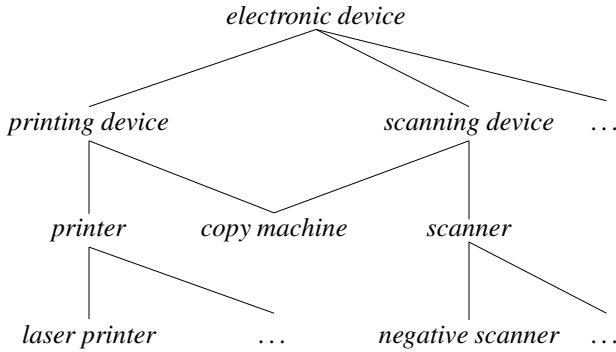 electronic device
printing device scanning device ...
printer copy machine scanner
laser printer ... negative scanner ...